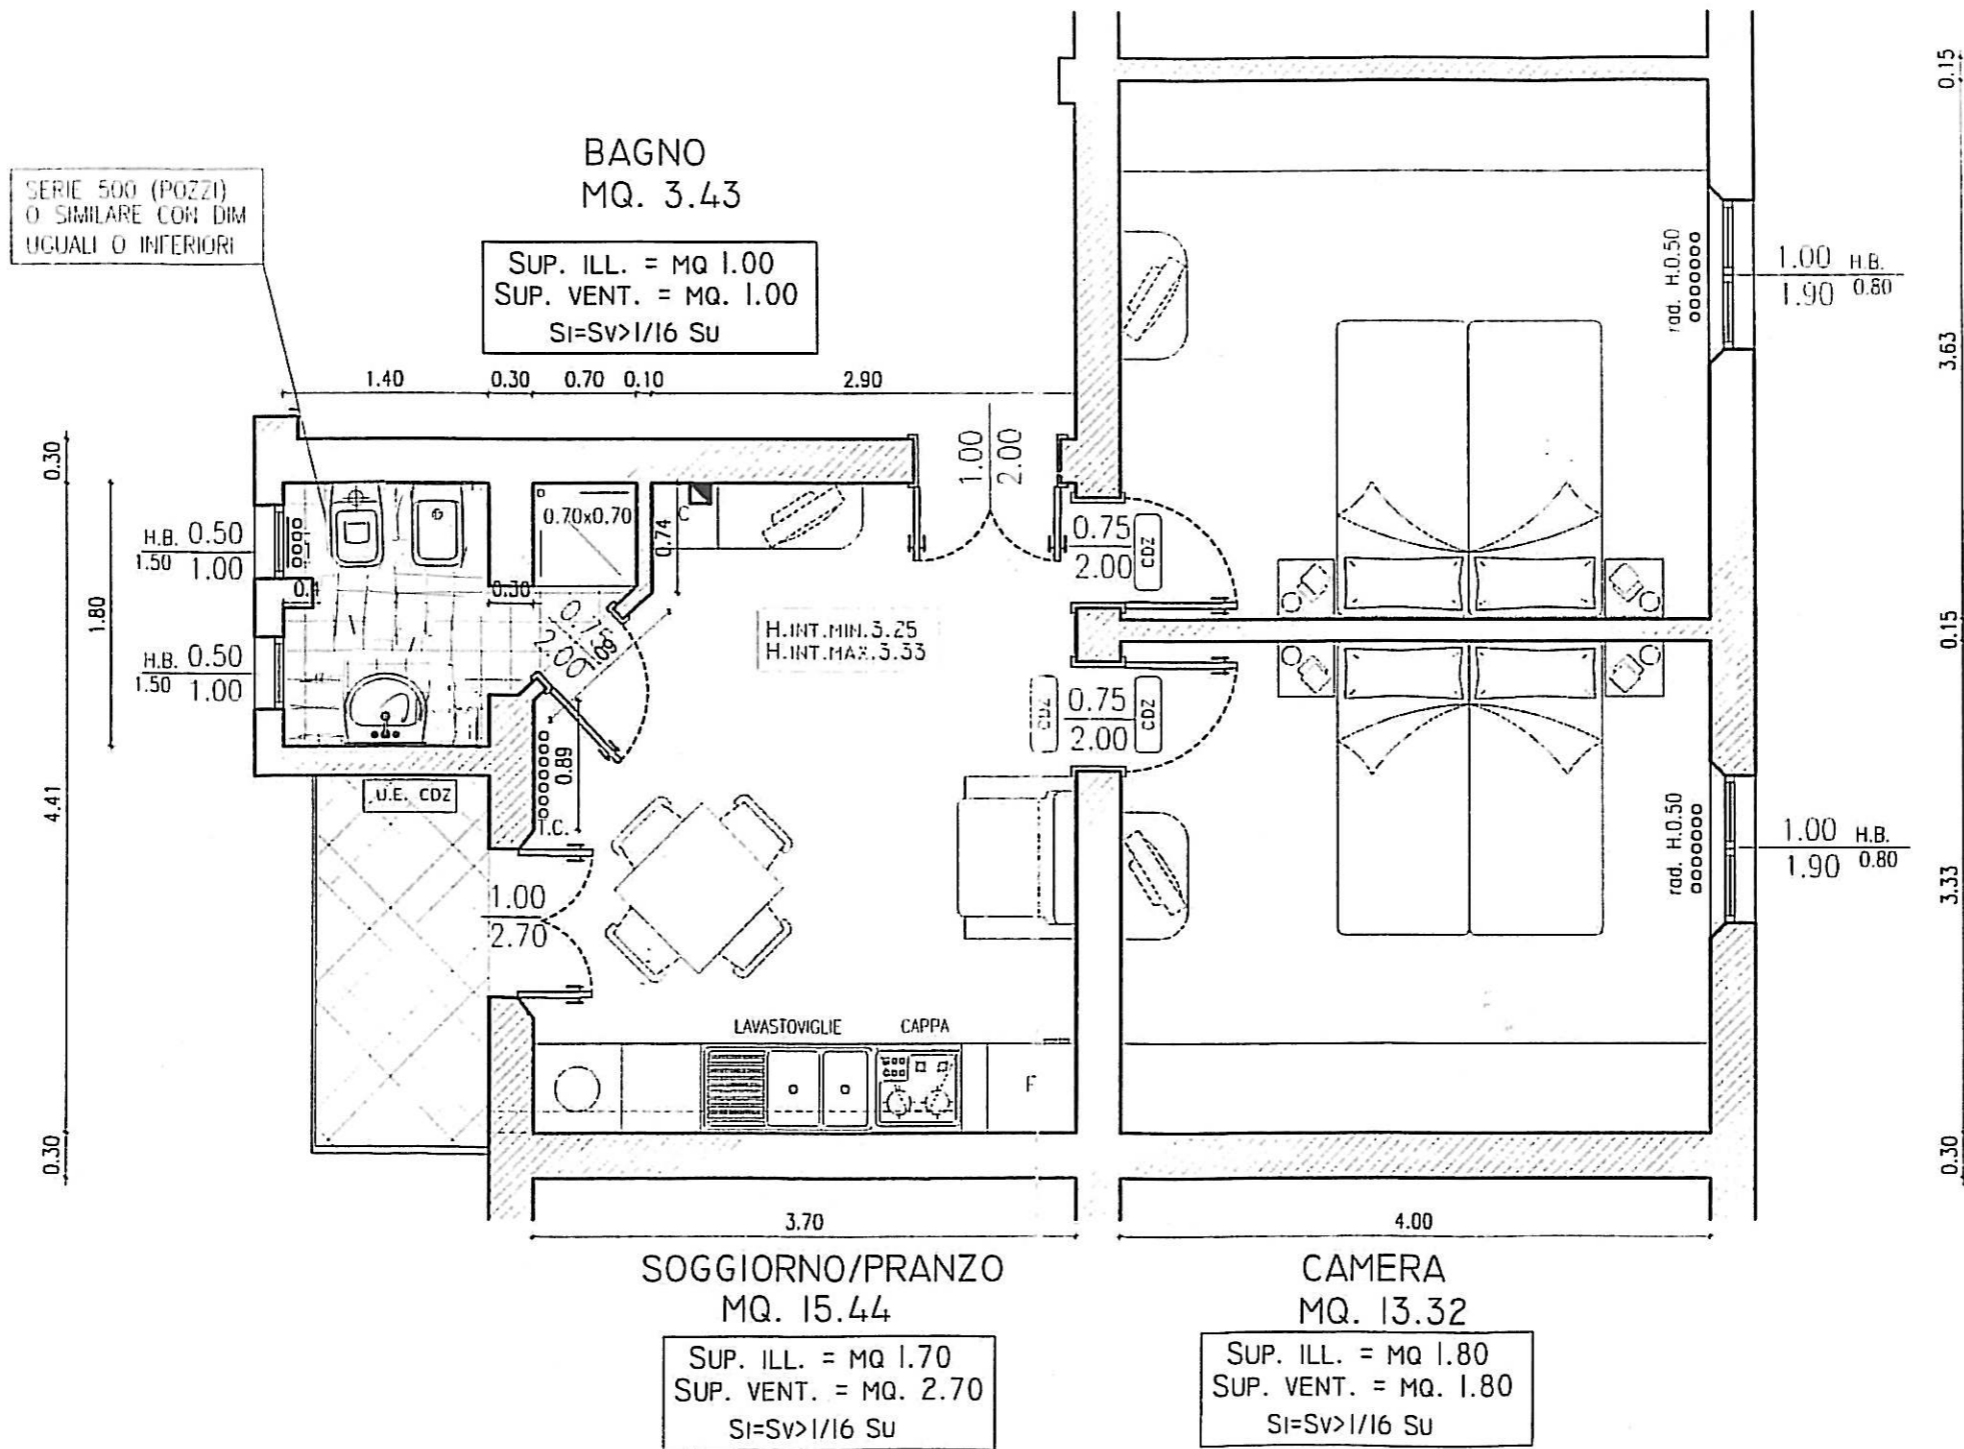 BAGNO
MQ. 3.43
SERIE 500 (POZZI)
O SIMILARE CON DIM
UGUALI O INFERIORI
SUP. ILL. = MQ 1.00
SUP. VENT. = MQ. 1.00
SI=SV>1/16 SU
1.40
0.30
0.70
0.10
2.90
0.15
3.63
0.15
3.33
0.30
0.30
4.41
0.30
1.80
rad. H.0.50
1.00 H.B.
1.90 0.80
1.00
2.00
0.70x0.70
0.74
C
H.B. 0.50
1.50 1.00
0.30
0.75
2.00
CDZ
0.75
2.00
1.09
H.INT.MIN.3.25
H.INT.MAX.3.33
H.B. 0.50
1.50 1.00
CDZ
0.75
2.00
CDZ
0.89
T.C.
U.E. CDZ
rad. H.0.50
1.00 H.B.
1.90 0.80
1.00
2.70
LAVASTOVIGLIE
CAPPA
F
3.70
4.00
SOGGIORNO/PRANZO
MQ. 15.44
SUP. ILL. = MQ 1.70
SUP. VENT. = MQ. 2.70
SI=SV>1/16 SU
CAMERA
MQ. 13.32
SUP. ILL. = MQ 1.80
SUP. VENT. = MQ. 1.80
SI=SV>1/16 SU